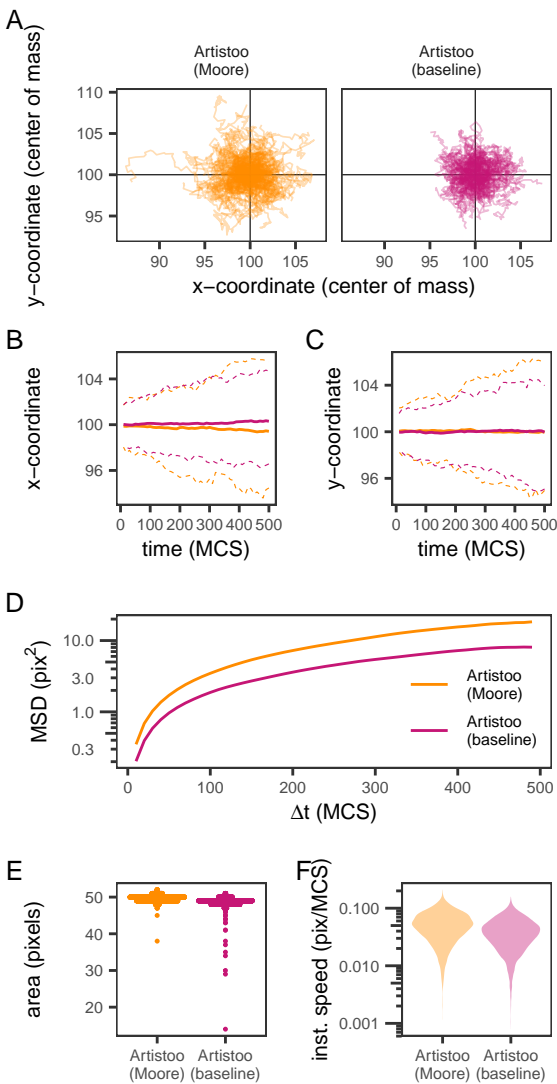 A
Artistoo
(Moore)
Artistoo
(baseline)
y−coordinate (center of mass)
110
105
100
95
90
95
100
105
90
95
100
105
x−coordinate (center of mass)
B
x−coordinate
104
100
96
0
100
200
300
400
500
time (MCS)
C
y−coordinate
104
100
96
0
100
200
300
400
500
time (MCS)
D
MSD (pix²)
10.0
3.0
1.0
0.3
0
100
200
300
400
500
Δt (MCS)
Artistoo
(Moore)
Artistoo
(baseline)
E
area (pixels)
50
40
30
20
Artistoo
(Moore)
Artistoo
(baseline)
F
inst. speed (pix/MCS)
0.100
0.010
0.001
Artistoo
(Moore)
Artistoo
(baseline)